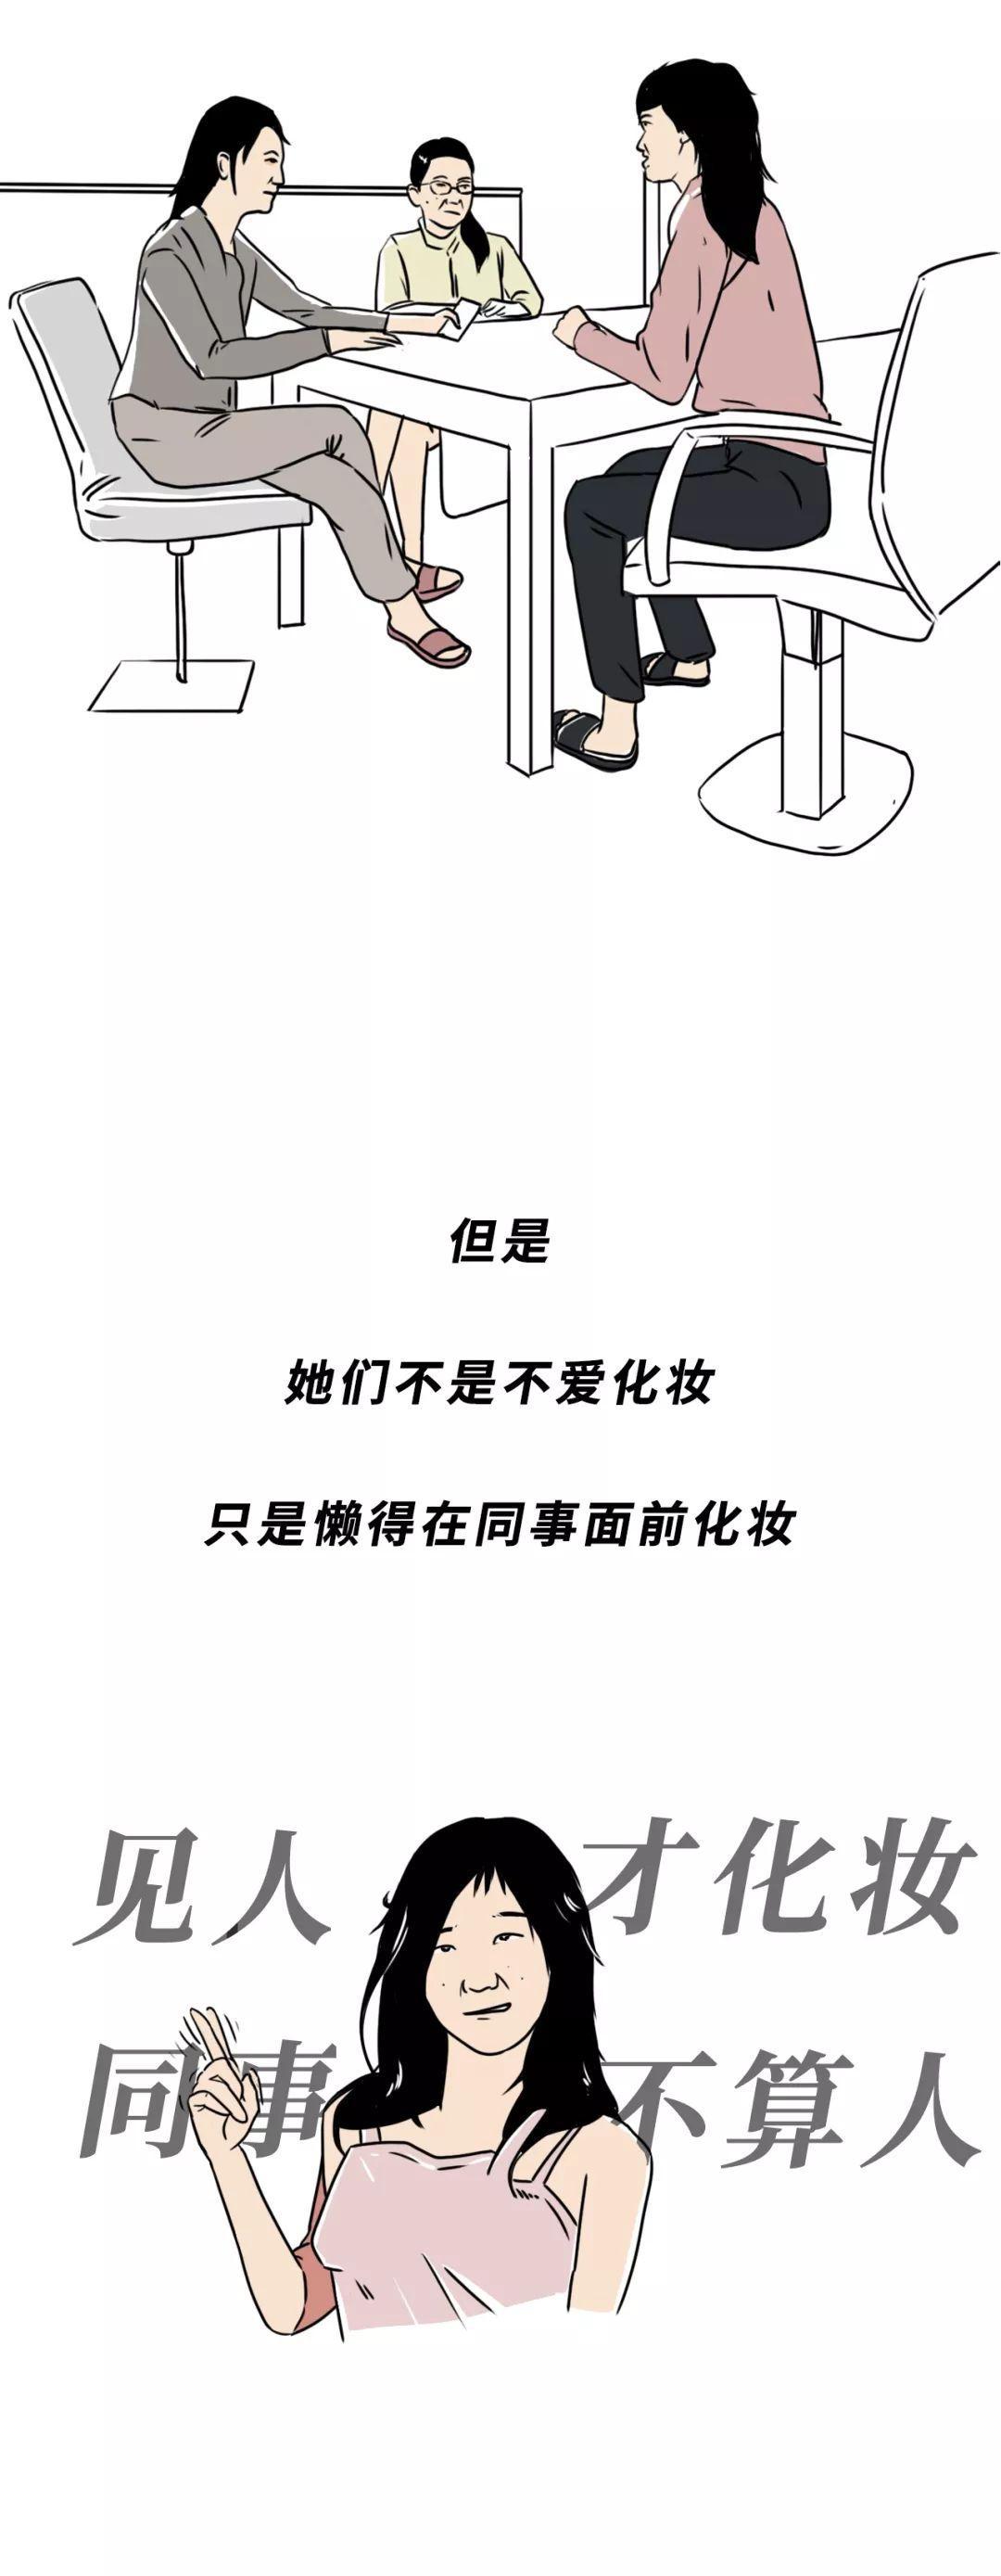 但是
她们不是不爱化妆
只是懒得在同事面前化妆
见人 才化妆
同事 不算人